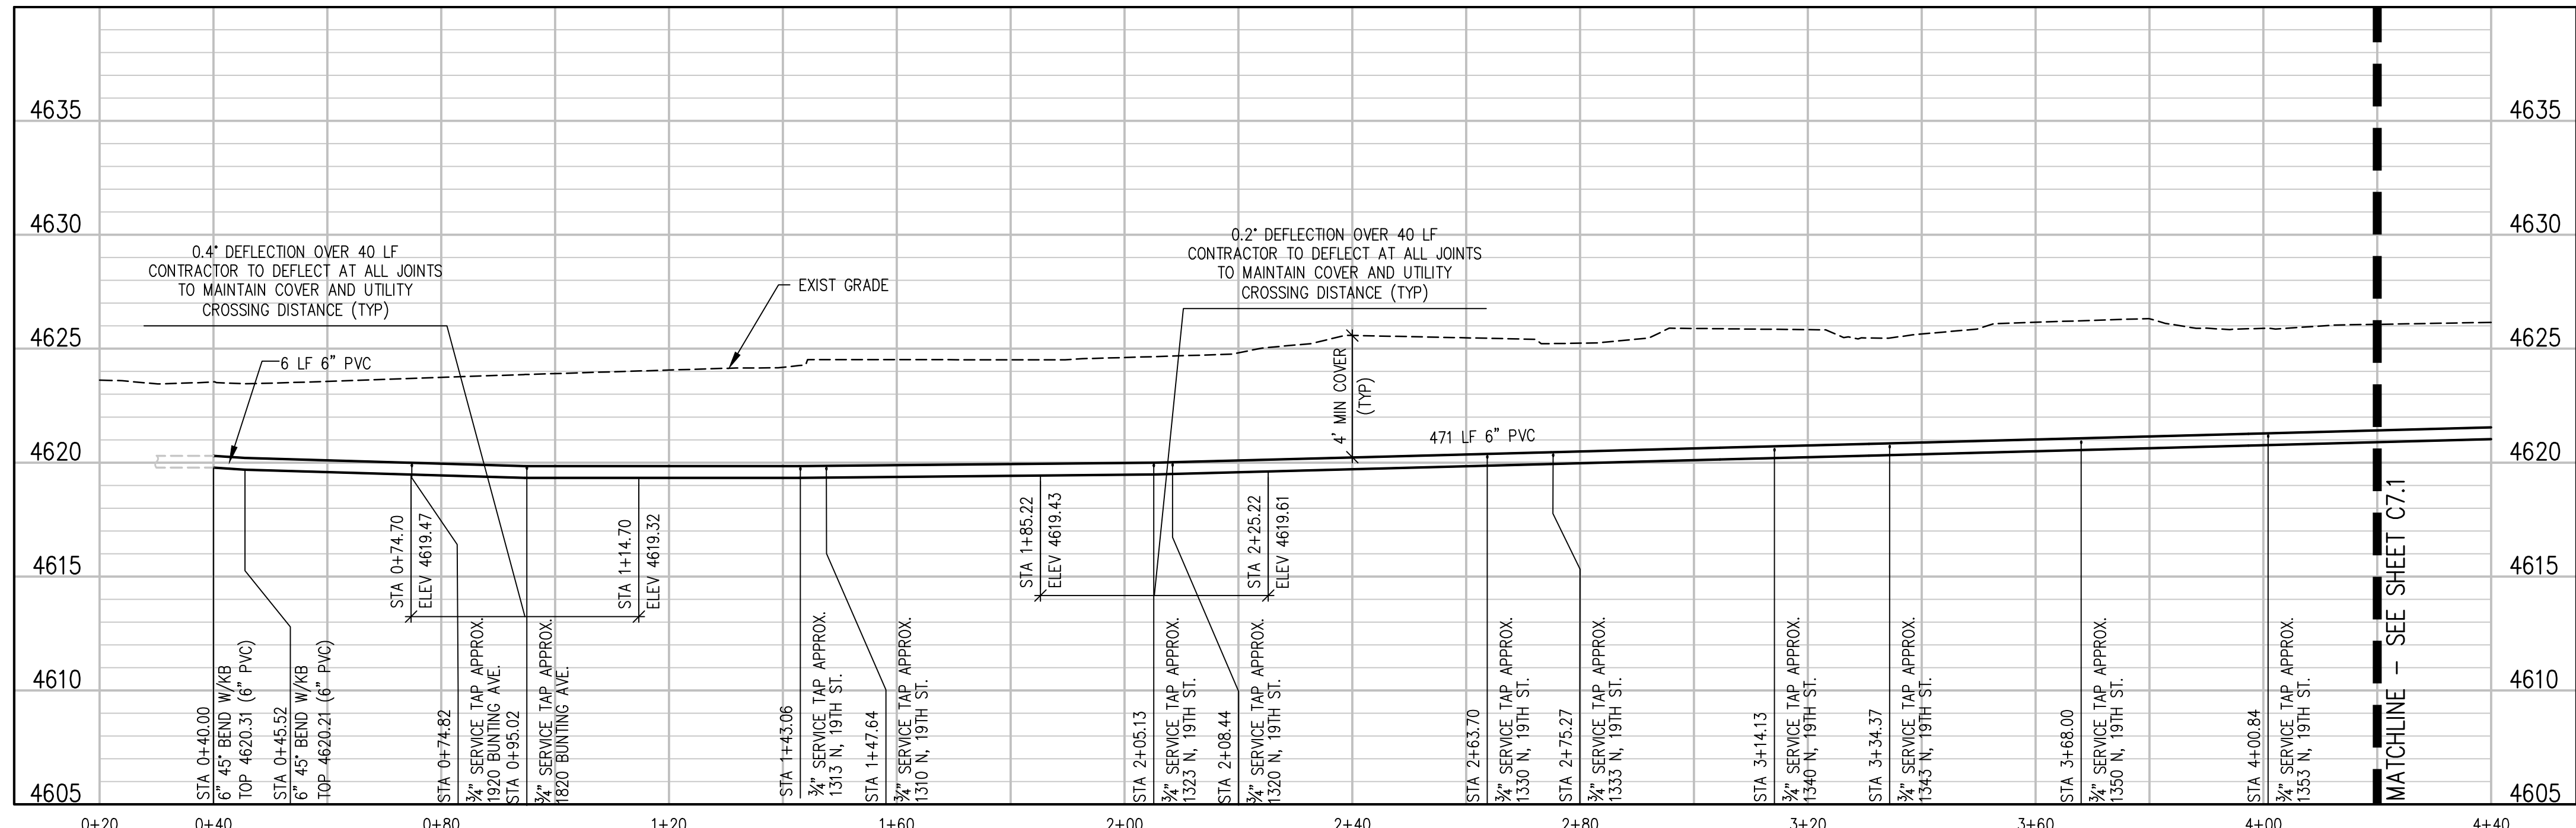 4635
4635
4630
4630
0.4° DEFLECTION OVER 40 LF
CONTRACTOR TO DEFLECT AT ALL JOINTS
TO MAINTAIN COVER AND UTILITY
CROSSING DISTANCE (TYP)
0.2° DEFLECTION OVER 40 LF
CONTRACTOR TO DEFLECT AT ALL JOINTS
TO MAINTAIN COVER AND UTILITY
CROSSING DISTANCE (TYP)
EXIST GRADE
4625
4625
6 LF 6" PVC
4' MIN COVER
(TYP)
471 LF 6" PVC
4620
4620
STA 0+74.70
ELEV 4619.47
STA 1+14.70
ELEV 4619.32
STA 1+85.22
ELEV 4619.43
STA 2+25.22
ELEV 4619.61
4615
4615
4610
4610
4605
4605
STA 0+40.00
6" 45° BEND W/KB
TOP 4620.31 (6" PVC)
STA 0+45.52
6" 45° BEND W/KB
TOP 4620.21 (6" PVC)
STA 0+74.82
¾" SERVICE TAP APPROX.
1920 BUNTING AVE.
STA 0+95.02
¾" SERVICE TAP APPROX.
1820 BUNTING AVE.
STA 1+43.06
¾" SERVICE TAP APPROX.
1313 N, 19TH ST.
STA 1+47.64
¾" SERVICE TAP APPROX.
1310 N, 19TH ST.
STA 2+05.13
¾" SERVICE TAP APPROX.
1323 N, 19TH ST.
STA 2+08.44
¾" SERVICE TAP APPROX.
1320 N, 19TH ST.
STA 2+63.70
¾" SERVICE TAP APPROX.
1330 N, 19TH ST.
STA 2+75.27
¾" SERVICE TAP APPROX.
1333 N, 19TH ST.
STA 3+14.13
¾" SERVICE TAP APPROX.
1340 N, 19TH ST.
STA 3+34.37
¾" SERVICE TAP APPROX.
1343 N, 19TH ST.
STA 3+68.00
¾" SERVICE TAP APPROX.
1350 N, 19TH ST.
STA 4+00.84
¾" SERVICE TAP APPROX.
1353 N, 19TH ST.
MATCHLINE – SEE SHEET C7.1
0+20
0+40
0+80
1+20
1+60
2+00
2+40
2+80
3+20
3+60
4+00
4+40